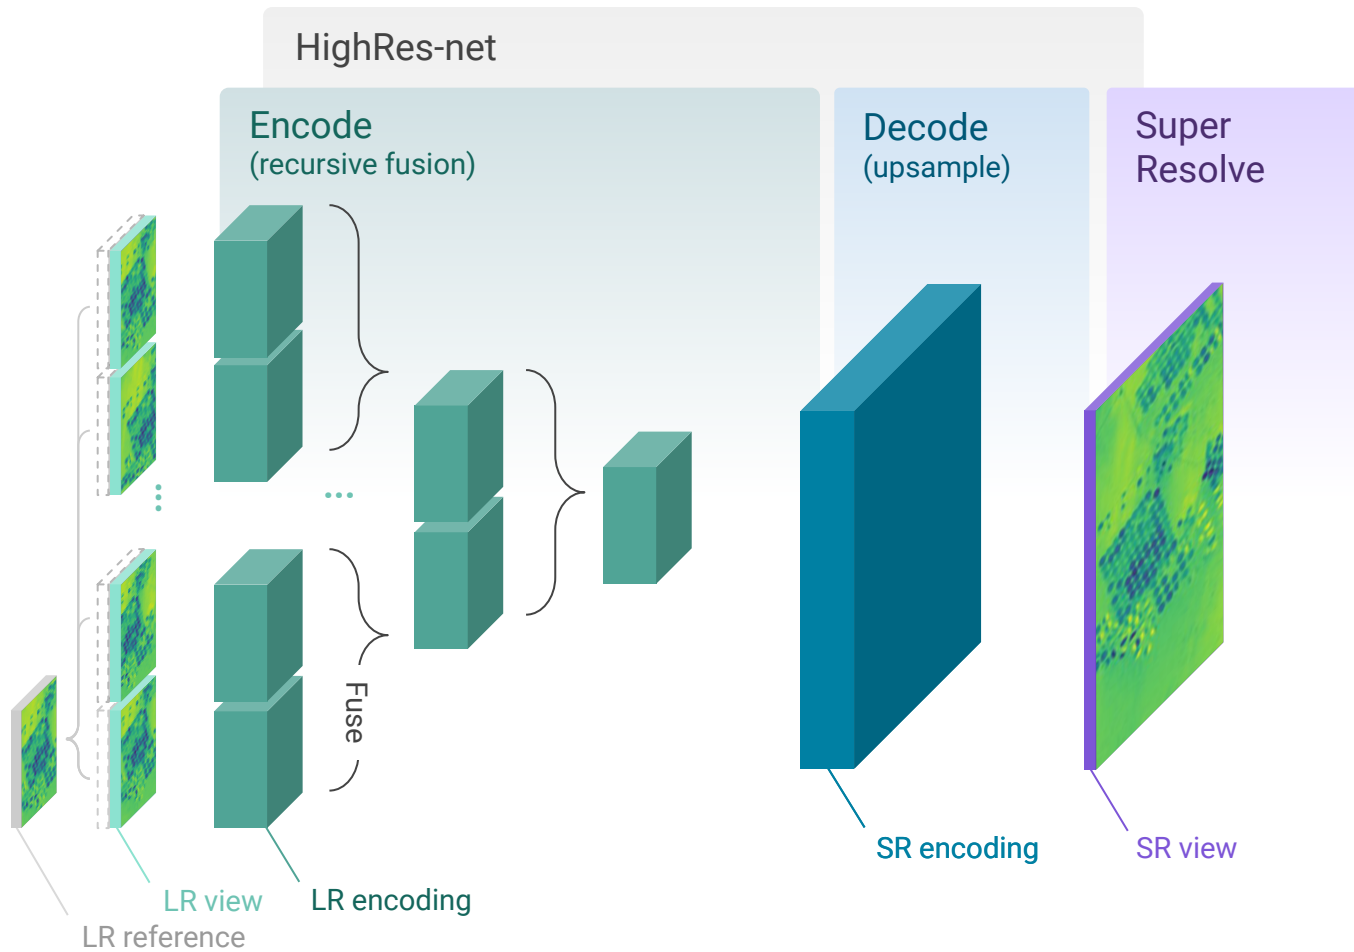 HighRes-net
Encode
(recursive fusion)
Decode
(upsample)
Super
Resolve
Fuse
SR encoding
SR view
LR view
LR encoding
LR reference